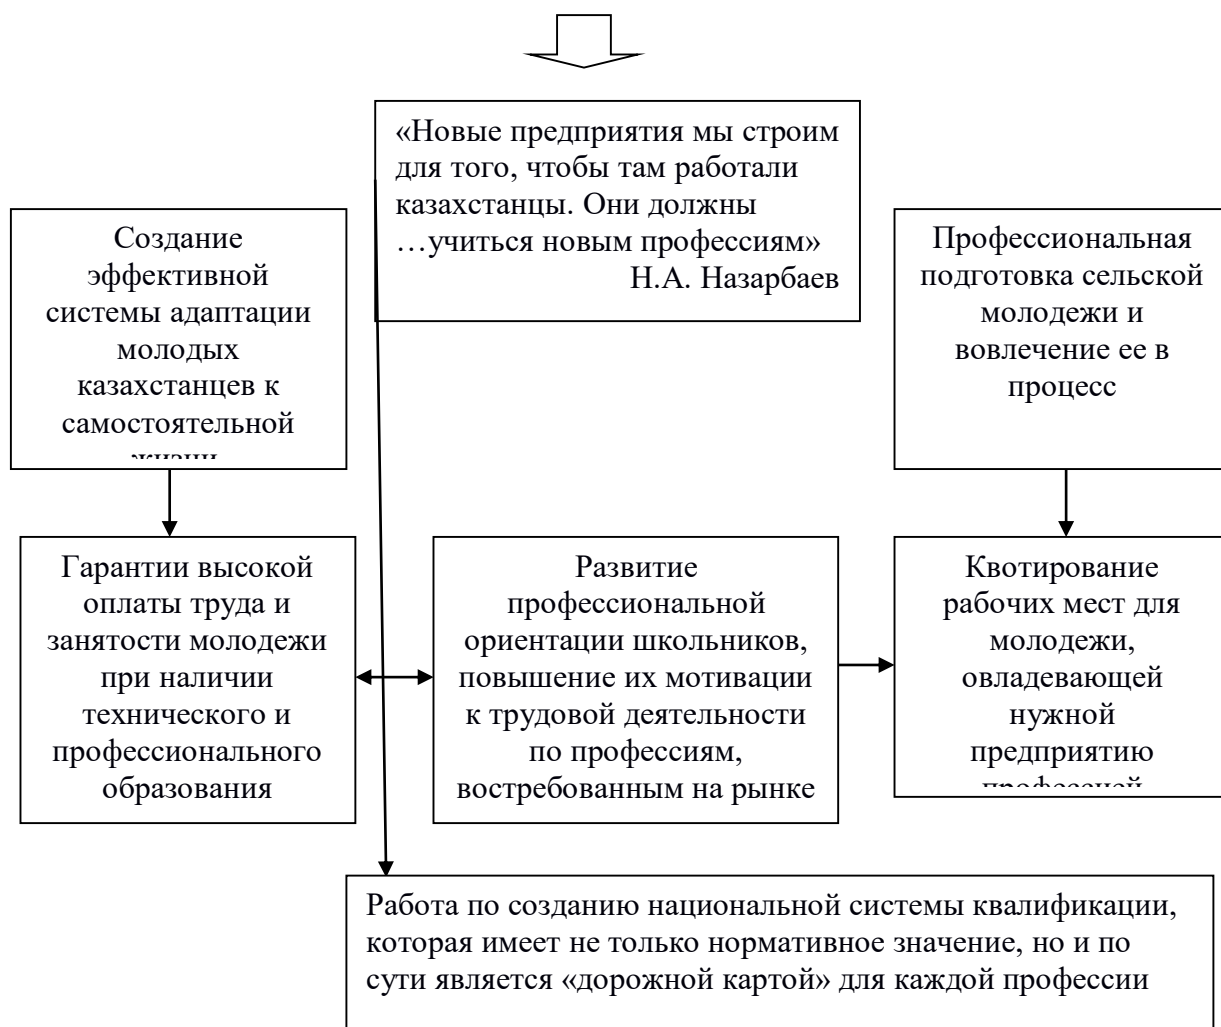 «Новые предприятия мы строим
для того, чтобы там работали
казахстанцы. Они должны
…учиться новым профессиям»
Н.А. Назарбаев
Создание
эффективной
системы адаптации
молодых
казахстанцев к
самостоятельной
жизни
Профессиональная
подготовка сельской
молодежи и
вовлечение ее в
процесс
Гарантии высокой
оплаты труда и
занятости молодежи
при наличии
технического и
профессионального
образования
Развитие
профессиональной
ориентации школьников,
повышение их мотивации
к трудовой деятельности
по профессиям,
востребованным на рынке
Квотирование
рабочих мест для
молодежи,
овладевающей
нужной
предприятию
профессией
Работа по созданию национальной системы квалификации,
которая имеет не только нормативное значение, но и по
сути является «дорожной картой» для каждой профессии